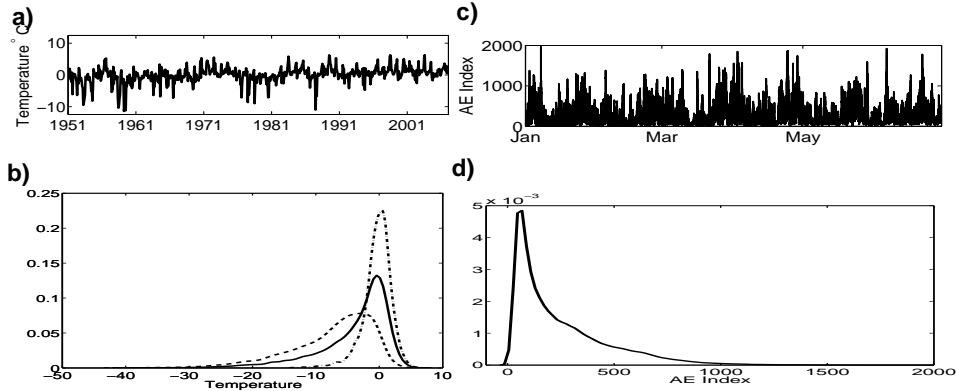 a)
Temperature ° C
10
0
−10
1951 1961 1971 1981 1991 2001
c)
AE Index
2000
1000
0
Jan Mar May
b)
0.25
0.2
0.15
0.1
0.05
0
−50 −40 −30 −20 −10 0 10
Temperature
d)
5 x 10 −3
4
3
2
1
0
0 500 1000 1500 2000
AE Index